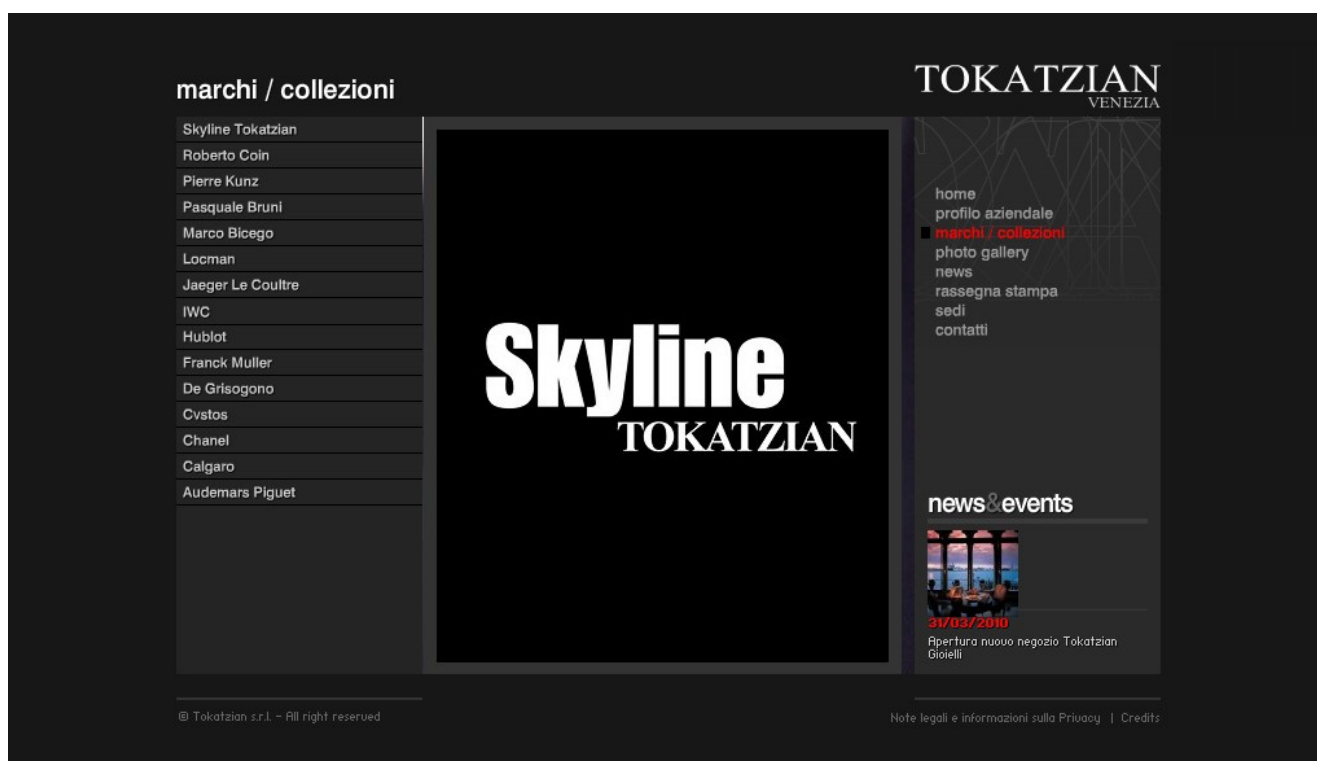 marchi / collezioni
TOKATZIAN
VENEZIA
Skyline Tokatzian
Roberto Coin
Pierre Kunz
Pasquale Bruni
Marco Bicego
Locman
Jaeger Le Coultre
IWC
Hublot
Franck Muller
De Grisogono
Cvstos
Chanel
Calgaro
Audemars Piguet
Skyline
TOKATZIAN
home
profilo aziendale
marchi / collezioni
photo gallery
news
rassegna stampa
sedi
contatti
news&events
31/03/2010
Apertura nuovo negozio Tokatzian
Gioielli
© Tokatzian s.r.l. - All right reserved
Note legali e informazioni sulla Privacy | Credits